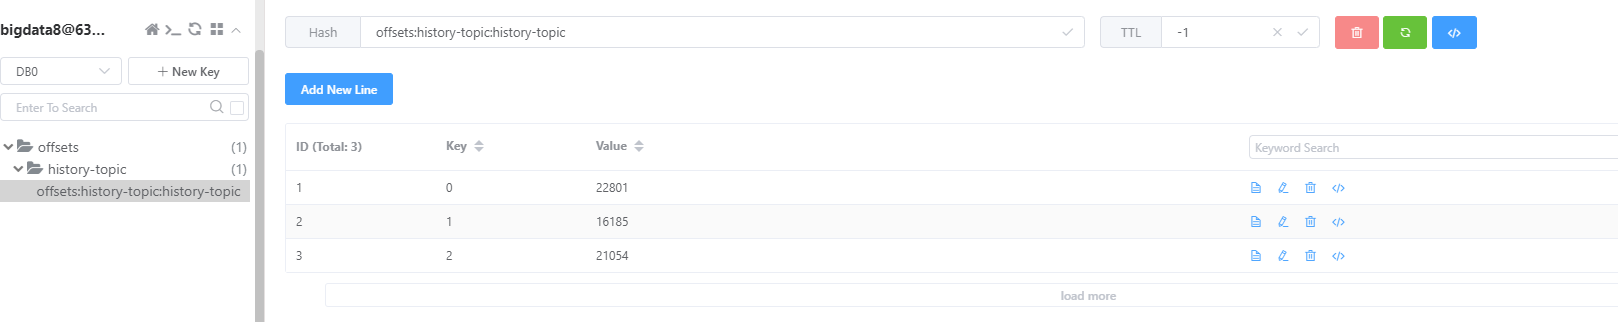 bigdata8@63...
DB0
+ New Key
Enter To Search
offsets (1)
history-topic (1)
offsets:history-topic:history-topic
Hash offsets:history-topic:history-topic TTL -1
Add New Line
ID (Total: 3) Key Value Keyword Search
1 0 22801
2 1 16185
3 2 21054
load more